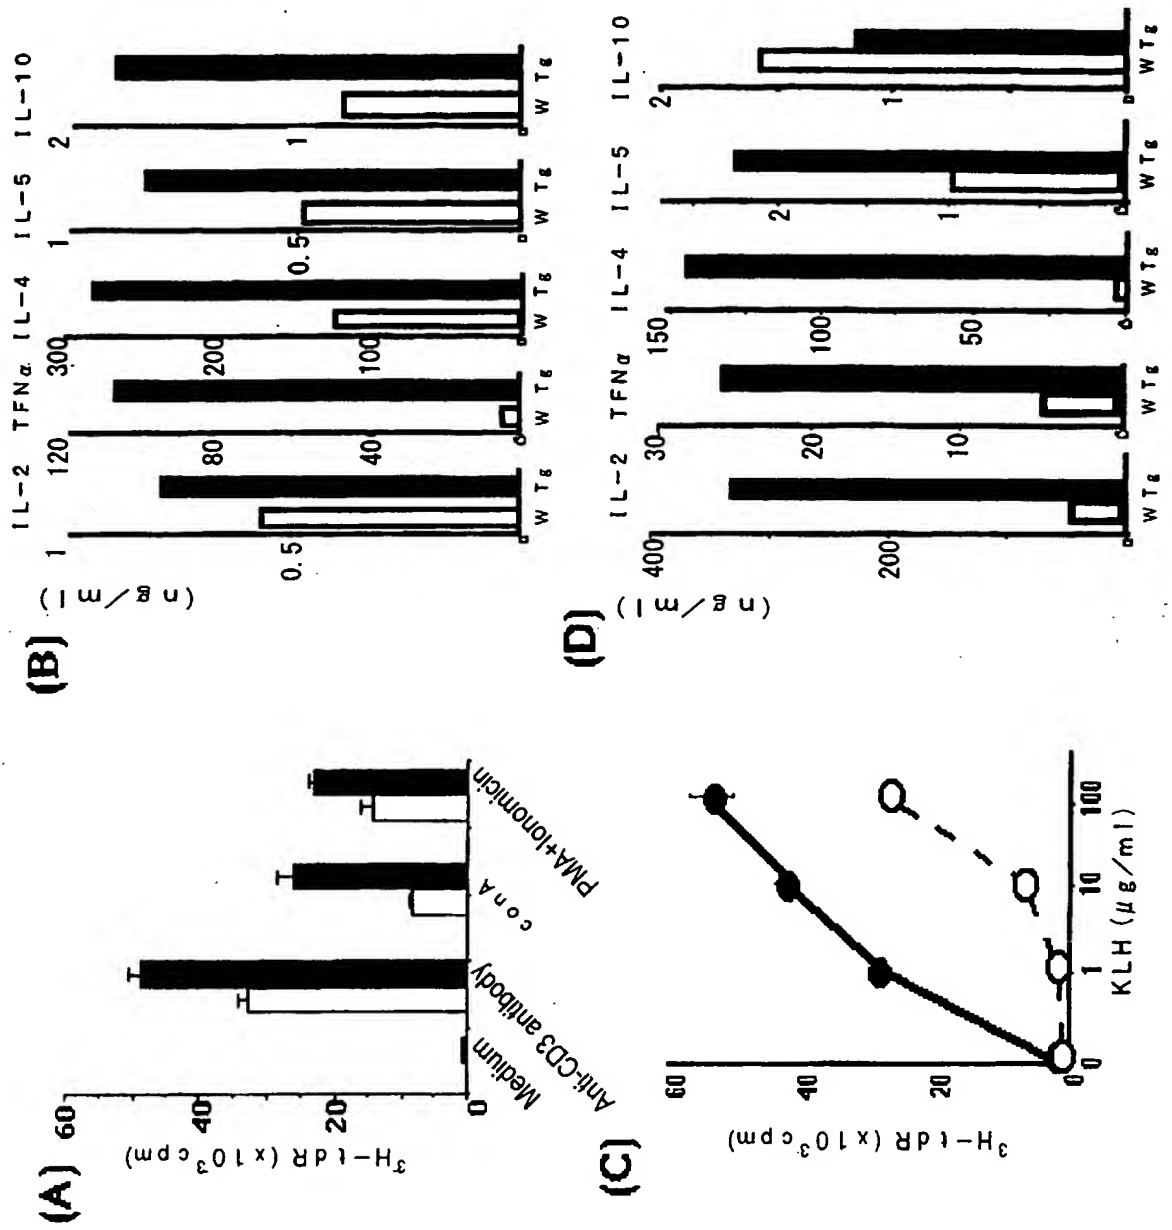 (A)
³H-tdR (x10³cpm)
60
40
20
0
Medium
Anti-CD3 antibody
conA
PMA+Ionomicin
(B)
(ng/ml)
IL-2 TFNα IL-4 IL-5 IL-10
1
0.5
0
W Tg
120
80
40
0
W Tg
300
200
100
0
W Tg
1
0.5
0
W Tg
2
1
0
W Tg
(C)
³H-tdR (x10³cpm)
60
40
20
0
0 1 10 100
KLH (μg/ml)
(D)
(ng/ml)
IL-2 TFNα IL-4 IL-5 IL-10
400
200
0
W Tg
30
20
10
0
W Tg
150
100
50
0
W Tg
2
1
0
W Tg
2
1
0
W Tg